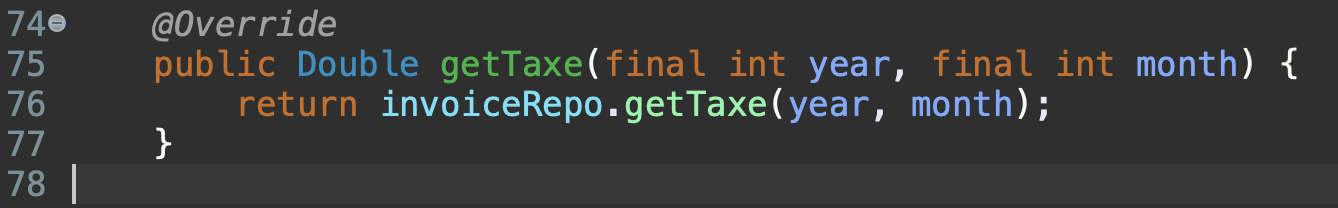 74 @Override
75 public Double getTaxe(final int year, final int month) {
76 return invoiceRepo.getTaxe(year, month);
77 }
78